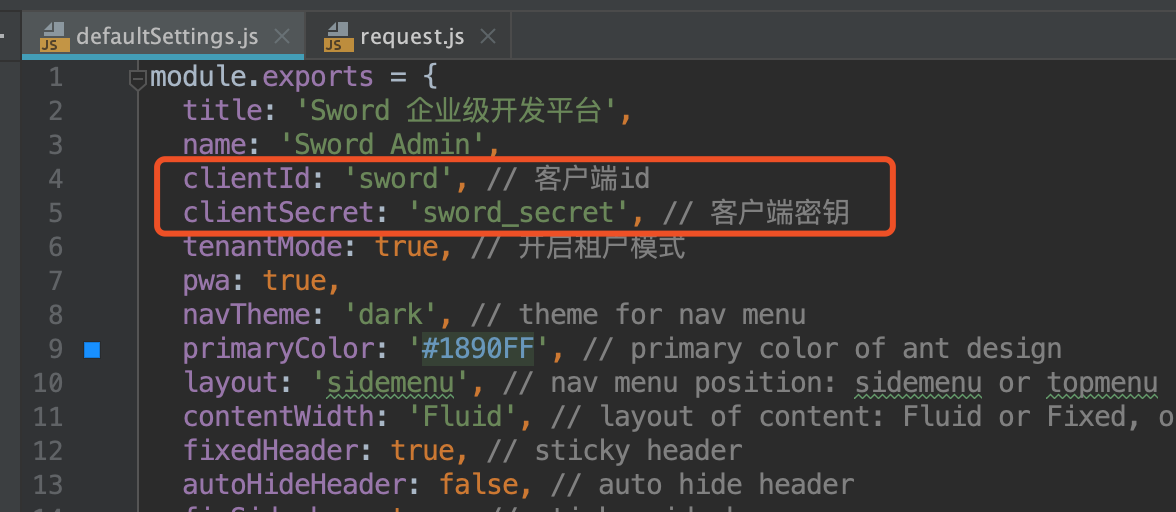 defaultSettings.js
request.js
1 module.exports = {
2 title: 'Sword 企业级开发平台',
3 name: 'Sword Admin',
4 clientId: 'sword', // 客户端id
5 clientSecret: 'sword_secret', // 客户端密钥
6 tenantMode: true, // 开启租户模式
7 pwa: true,
8 navTheme: 'dark', // theme for nav menu
9 primaryColor: '#1890FF', // primary color of ant design
10 layout: 'sidemenu', // nav menu position: sidemenu or topmenu
11 contentWidth: 'Fluid', // layout of content: Fluid or Fixed, o
12 fixedHeader: true, // sticky header
13 autoHideHeader: false, // auto hide header